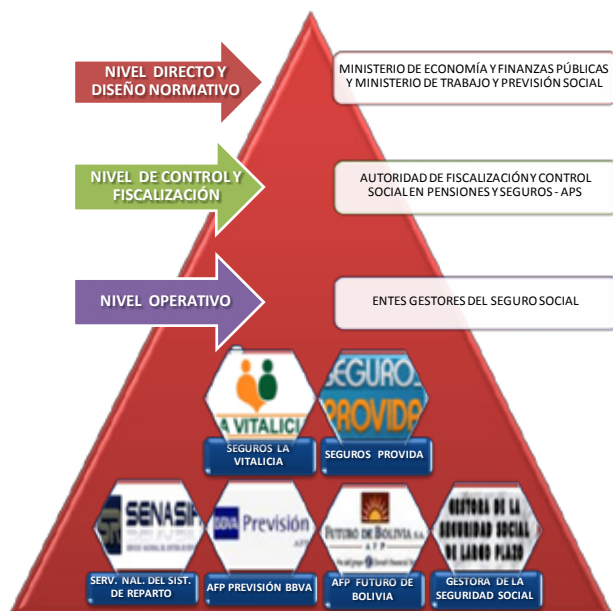 NIVEL DIRECTO Y
DISEÑO NORMATIVO
MINISTERIO DE ECONOMÍA Y FINANZAS PÚBLICAS
Y MINISTERIO DE TRABAJO Y PREVISIÓN SOCIAL
NIVEL DE CONTROL Y
FISCALIZACIÓN
AUTORIDAD DE FISCALIZACIÓN Y CONTROL
SOCIAL EN PENSIONES Y SEGUROS - APS
NIVEL OPERATIVO
ENTES GESTORES DEL SEGURO SOCIAL
A VITALICI
SEGUROS LA
VITALICIA
SEGUROS
PROVIDA
SEGUROS PROVIDA
SENASIR
SERV. NAL. DEL SIST.
DE REPARTO
BBVA Previsión
AFP
AFP PREVISIÓN BBVA
FUTURO DE BOLIVIA S.A.
A F P
AFP FUTURO DE
BOLIVIA
GESTORA DE LA
SEGURIDAD SOCIAL
DE LARGO PLAZO
GESTORA DE LA
SEGURIDAD SOCIAL